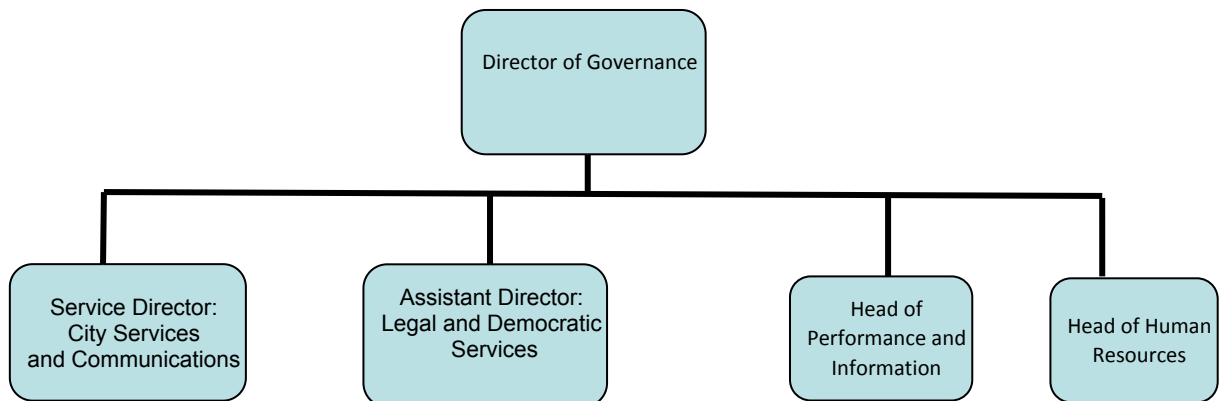 Director of Governance
Service Director:
City Services
and Communications
Assistant Director:
Legal and Democratic
Services
Head of
Performance and
Information
Head of Human
Resources